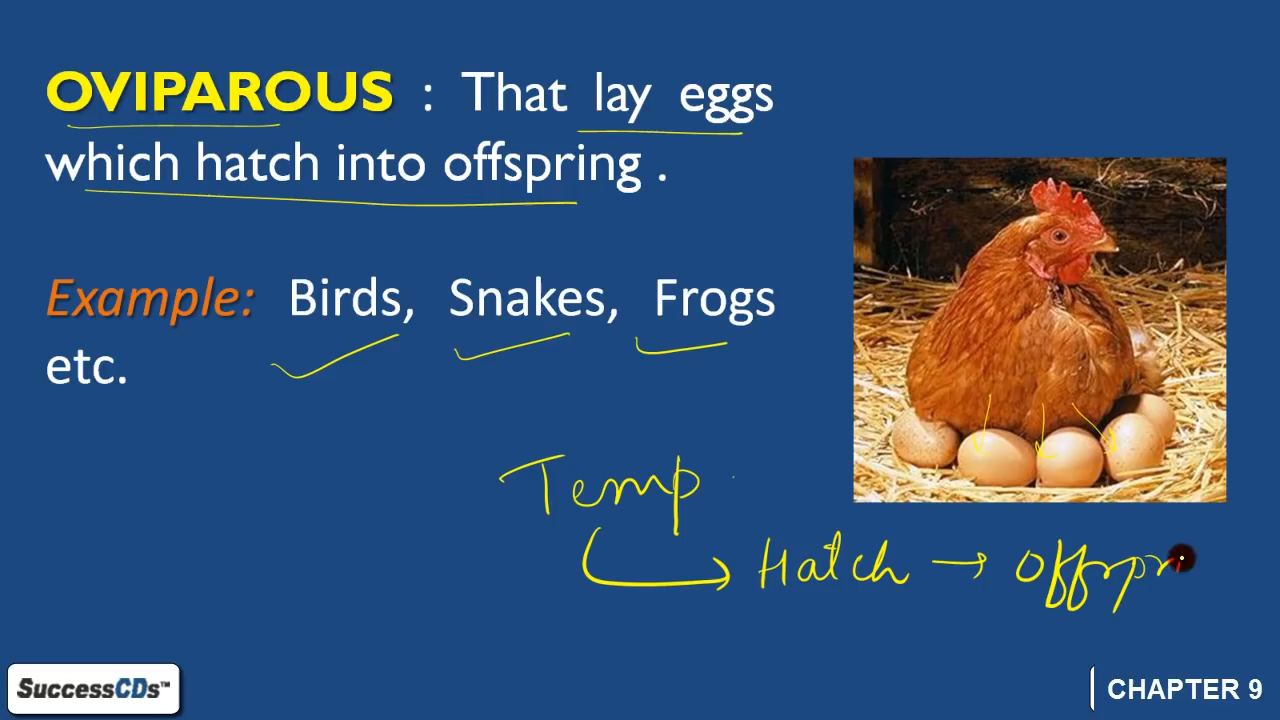 OVIPAROUS : That lay eggs
which hatch into offspring .
Example: Birds, Snakes, Frogs
etc.
Temp
Hatch → Offspr
SuccessCDs™
CHAPTER 9